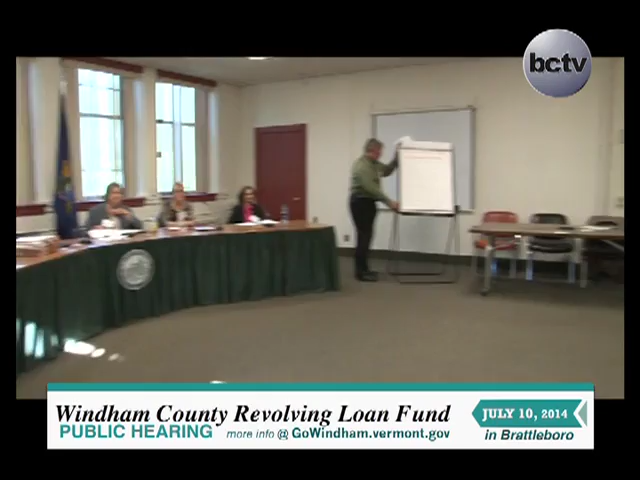 bctv
Windham County Revolving Loan Fund
JULY 10, 2014
PUBLIC HEARING more info @ GoWindham.vermont.gov
in Brattleboro